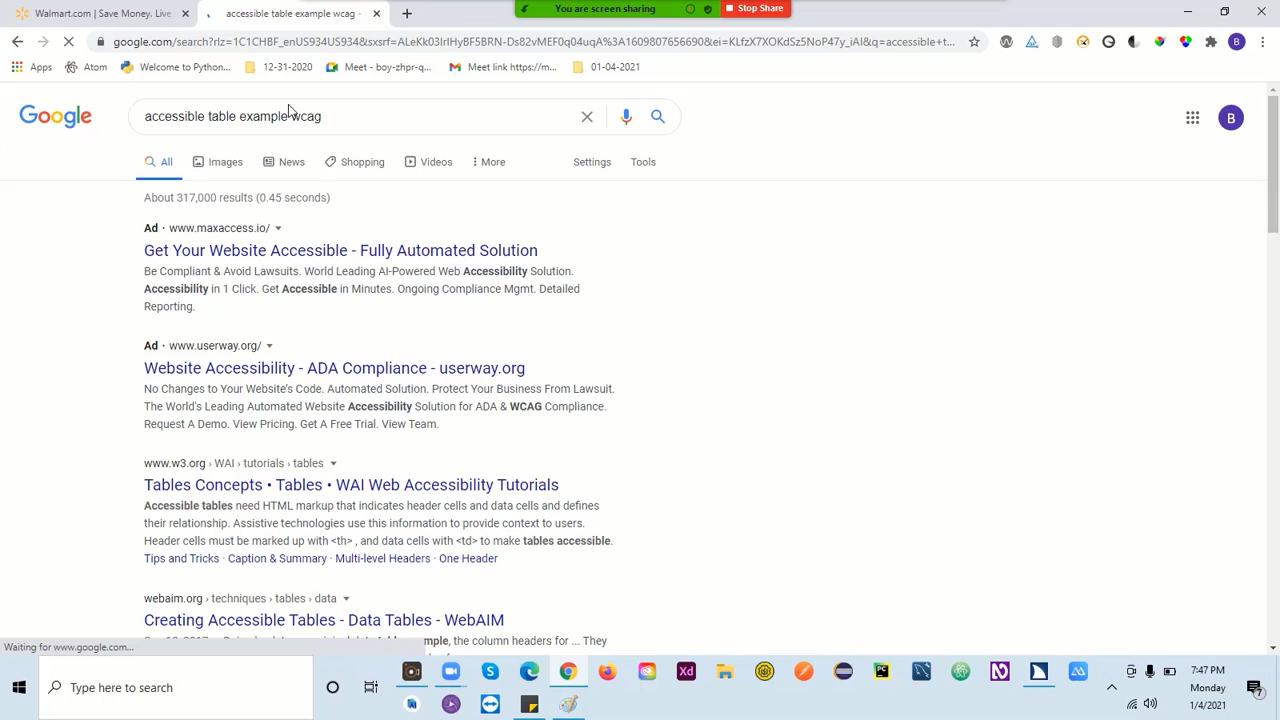 Walmart.com | Save Money. Live
accessible table example wcag -
You are screen sharing
Stop Share
google.com/search?rlz=1C1CHBF_enUS934US934&sxsrf=ALeKk03IrIHyBF5BRN-Ds82vMEF0q04uqA%3A1609807656690&ei=KLfzX7XOKdSz5NoP47y_iAI&q=accessible+t...
Apps
Atom
Welcome to Python...
12-31-2020
Meet - boy-zhpr-q...
Meet link https://m...
01-04-2021
Google
accessible table example wcag
B
All
Images
News
Shopping
Videos
More
Settings
Tools
About 317,000 results (0.45 seconds)
Ad · www.maxaccess.io/
Get Your Website Accessible - Fully Automated Solution
Be Compliant & Avoid Lawsuits. World Leading AI-Powered Web Accessibility Solution.
Accessibility in 1 Click. Get Accessible in Minutes. Ongoing Compliance Mgmt. Detailed
Reporting.
Ad · www.userway.org/
Website Accessibility - ADA Compliance - userway.org
No Changes to Your Website's Code. Automated Solution. Protect Your Business From Lawsuit.
The World's Leading Automated Website Accessibility Solution for ADA & WCAG Compliance.
Request A Demo. View Pricing. Get A Free Trial. View Team.
www.w3.org › WAI › tutorials › tables
Tables Concepts • Tables • WAI Web Accessibility Tutorials
Accessible tables need HTML markup that indicates header cells and data cells and defines
their relationship. Assistive technologies use this information to provide context to users.
Header cells must be marked up with <th> , and data cells with <td> to make tables accessible.
Tips and Tricks · Caption & Summary · Multi-level Headers · One Header
webaim.org › techniques › tables › data
Creating Accessible Tables - Data Tables - WebAIM
the column headers for ... They
Waiting for www.google.com...
Type here to search
7:47 PM
Monday
1/4/2021